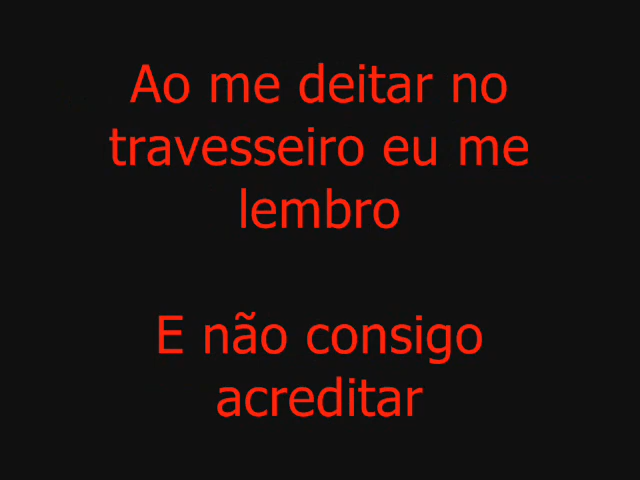 Ao me deitar no
travesseiro eu me
lembro
E não consigo
acreditar